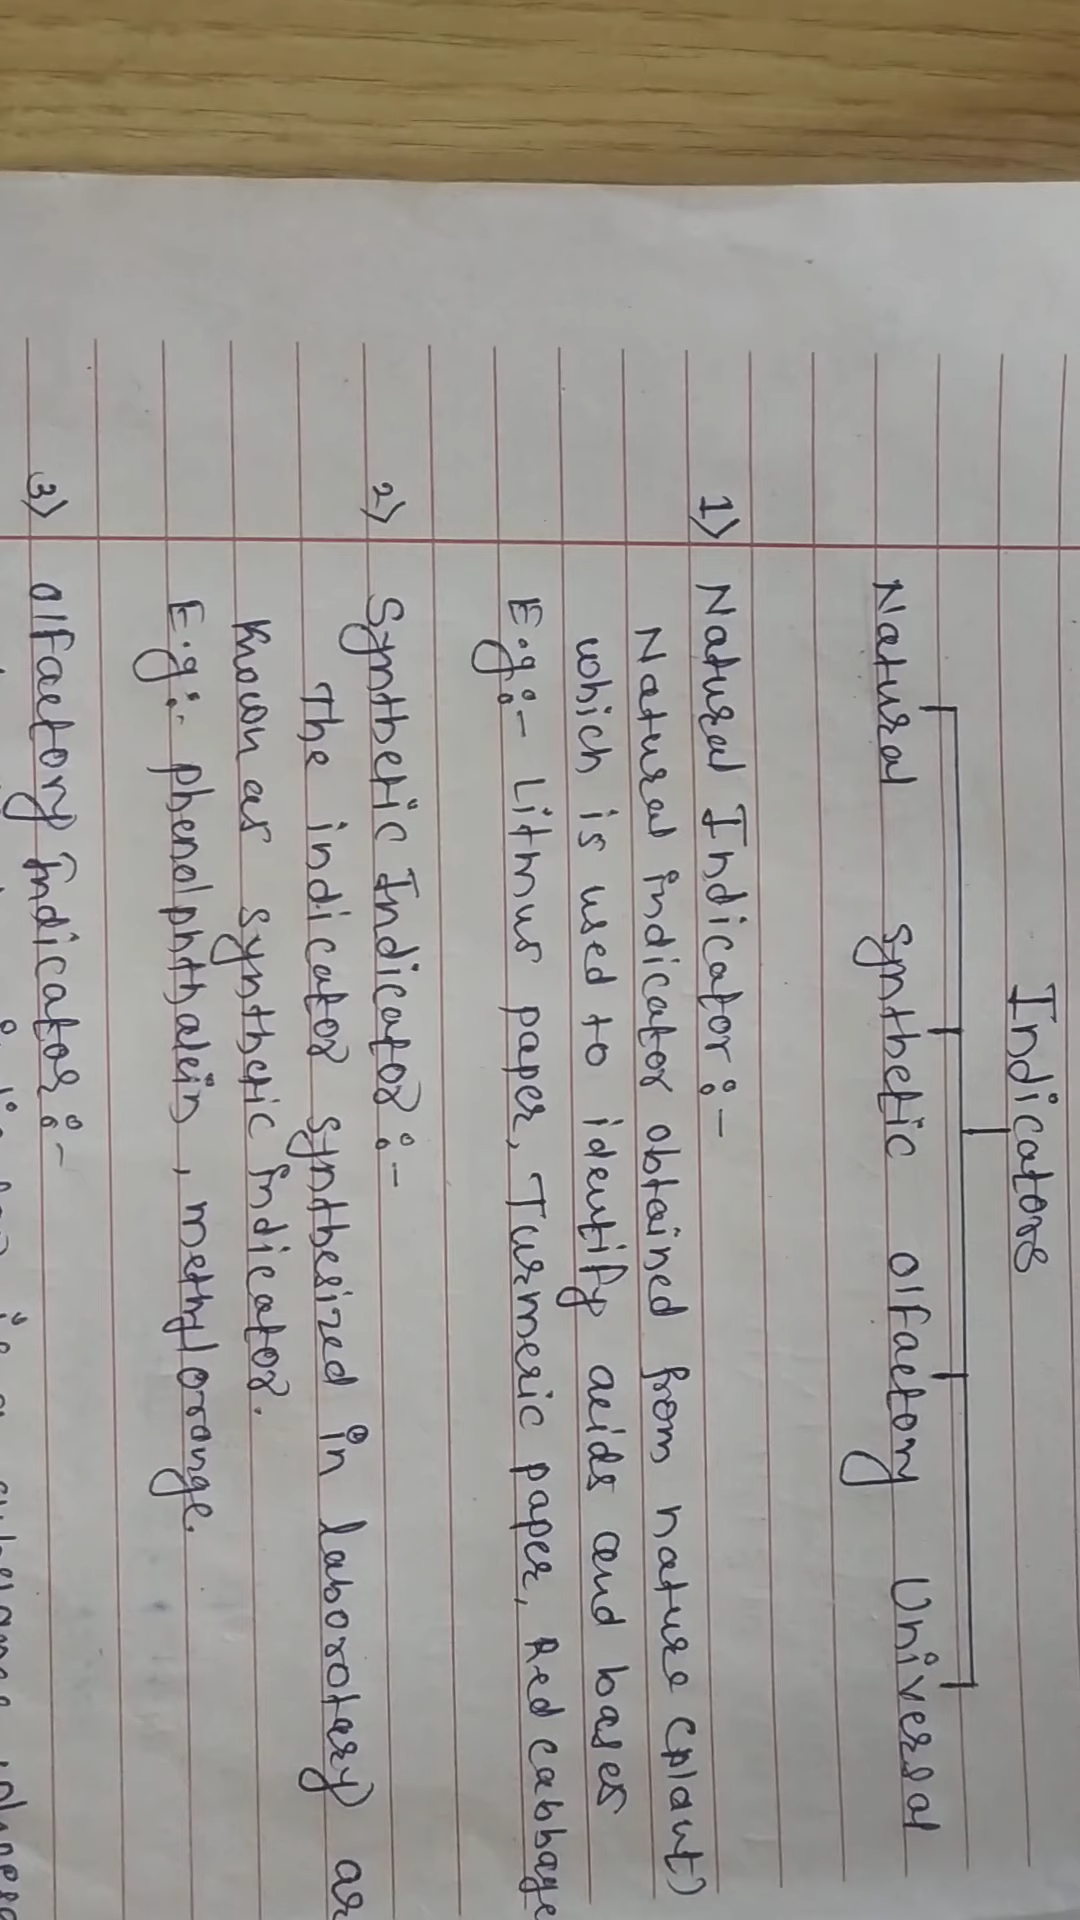 Indicators
Natural Synthetic olfactory Universal
1) Natural Indicator :-
Natural indicator obtained from nature (plant)
which is used to identify acids and bases
E.g :- Litmus paper, Turmeric paper, Red cabbage
2) Synthetic Indicator :-
The indicator synthesized in laborotary ar
Known as synthetic indicator.
E.g :- phenolphthalein, methyl orange.
3) olfactory indicator :-